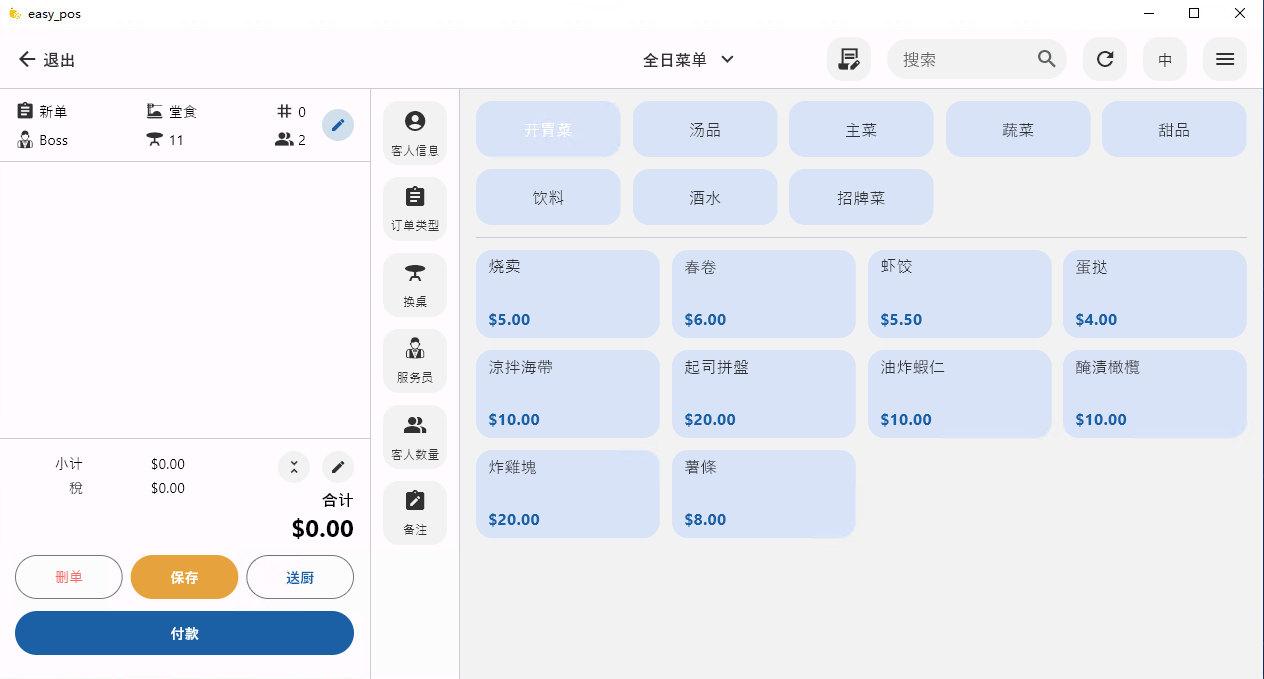 easy_pos
退出
全日菜单
搜索
中
新单
堂食
0
Boss
11
2
小计
$0.00
稅
$0.00
合计
$0.00
删单
保存
送厨
付款
客人信息
订单类型
换桌
服务员
客人数量
备注
开胃菜
汤品
主菜
蔬菜
甜品
饮料
酒水
招牌菜
烧卖
$5.00
春卷
$6.00
虾饺
$5.50
蛋挞
$4.00
涼拌海帶
$10.00
起司拼盤
$20.00
油炸蝦仁
$10.00
醃漬橄欖
$10.00
炸雞塊
$20.00
薯條
$8.00